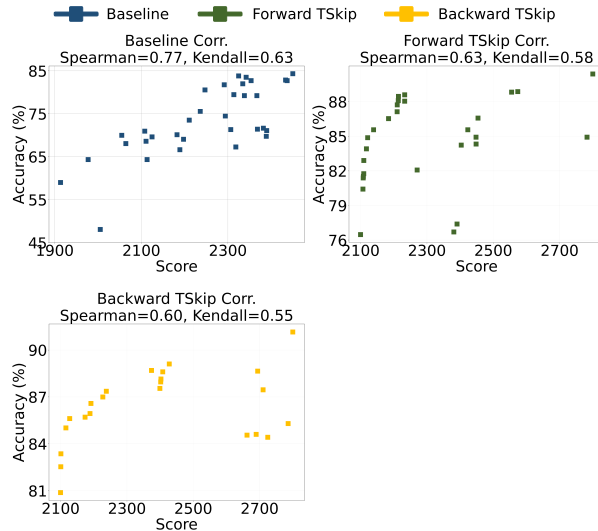 Baseline Forward TSkip Backward TSkip
Baseline Corr.
Spearman=0.77, Kendall=0.63
Accuracy (%)
85
75
65
55
45
1900 2100 2300
Score
Forward TSkip Corr.
Spearman=0.63, Kendall=0.58
Accuracy (%)
88
85
82
79
76
2100 2300 2500 2700
Score
Backward TSkip Corr.
Spearman=0.60, Kendall=0.55
Accuracy (%)
90
87
84
81
2100 2300 2500 2700
Score